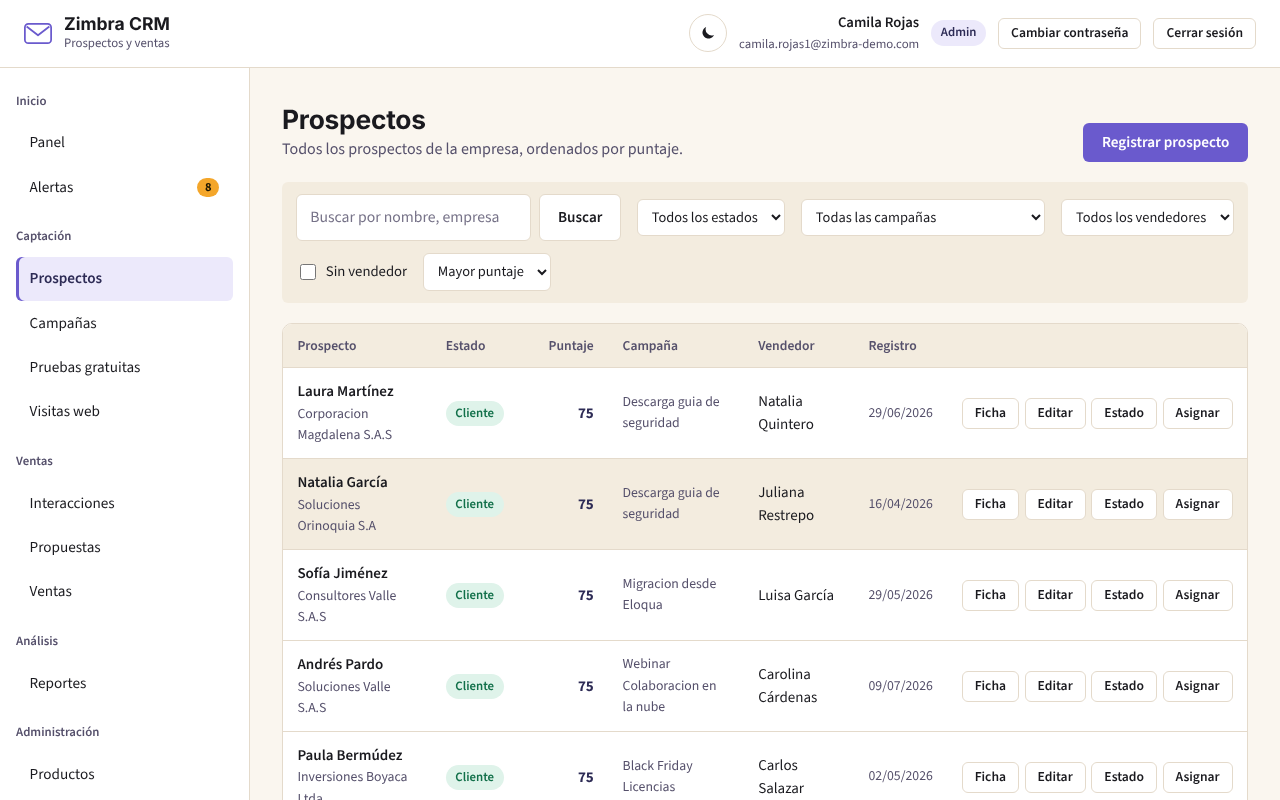 Zimbra CRM
Prospectos y ventas
Camila Rojas
camila.rojas1@zimbra-demo.com
Admin
Cambiar contraseña
Cerrar sesión
Inicio
Panel
Alertas 8
Captación
Prospectos
Campañas
Pruebas gratuitas
Visitas web
Ventas
Interacciones
Propuestas
Ventas
Análisis
Reportes
Administración
Productos
Prospectos
Todos los prospectos de la empresa, ordenados por puntaje.
Registrar prospecto
Buscar por nombre, empresa
Buscar
Todos los estados
Todas las campañas
Todos los vendedores
Sin vendedor
Mayor puntaje
Prospecto Estado Puntaje Campaña Vendedor Registro
Laura Martínez
Corporacion
Magdalena S.A.S
Cliente
75
Descarga guia de
seguridad
Natalia
Quintero
29/06/2026
Ficha Editar Estado Asignar
Natalia García
Soluciones
Orinoquia S.A
Cliente
75
Descarga guia de
seguridad
Juliana
Restrepo
16/04/2026
Ficha Editar Estado Asignar
Sofía Jiménez
Consultores Valle
S.A.S
Cliente
75
Migracion desde
Eloqua
Luisa García
29/05/2026
Ficha Editar Estado Asignar
Andrés Pardo
Soluciones Valle
S.A.S
Cliente
75
Webinar
Colaboracion en
la nube
Carolina
Cárdenas
09/07/2026
Ficha Editar Estado Asignar
Paula Bermúdez
Inversiones Boyaca
Ltda
Cliente
75
Black Friday
Licencias
Carlos
Salazar
02/05/2026
Ficha Editar Estado Asignar